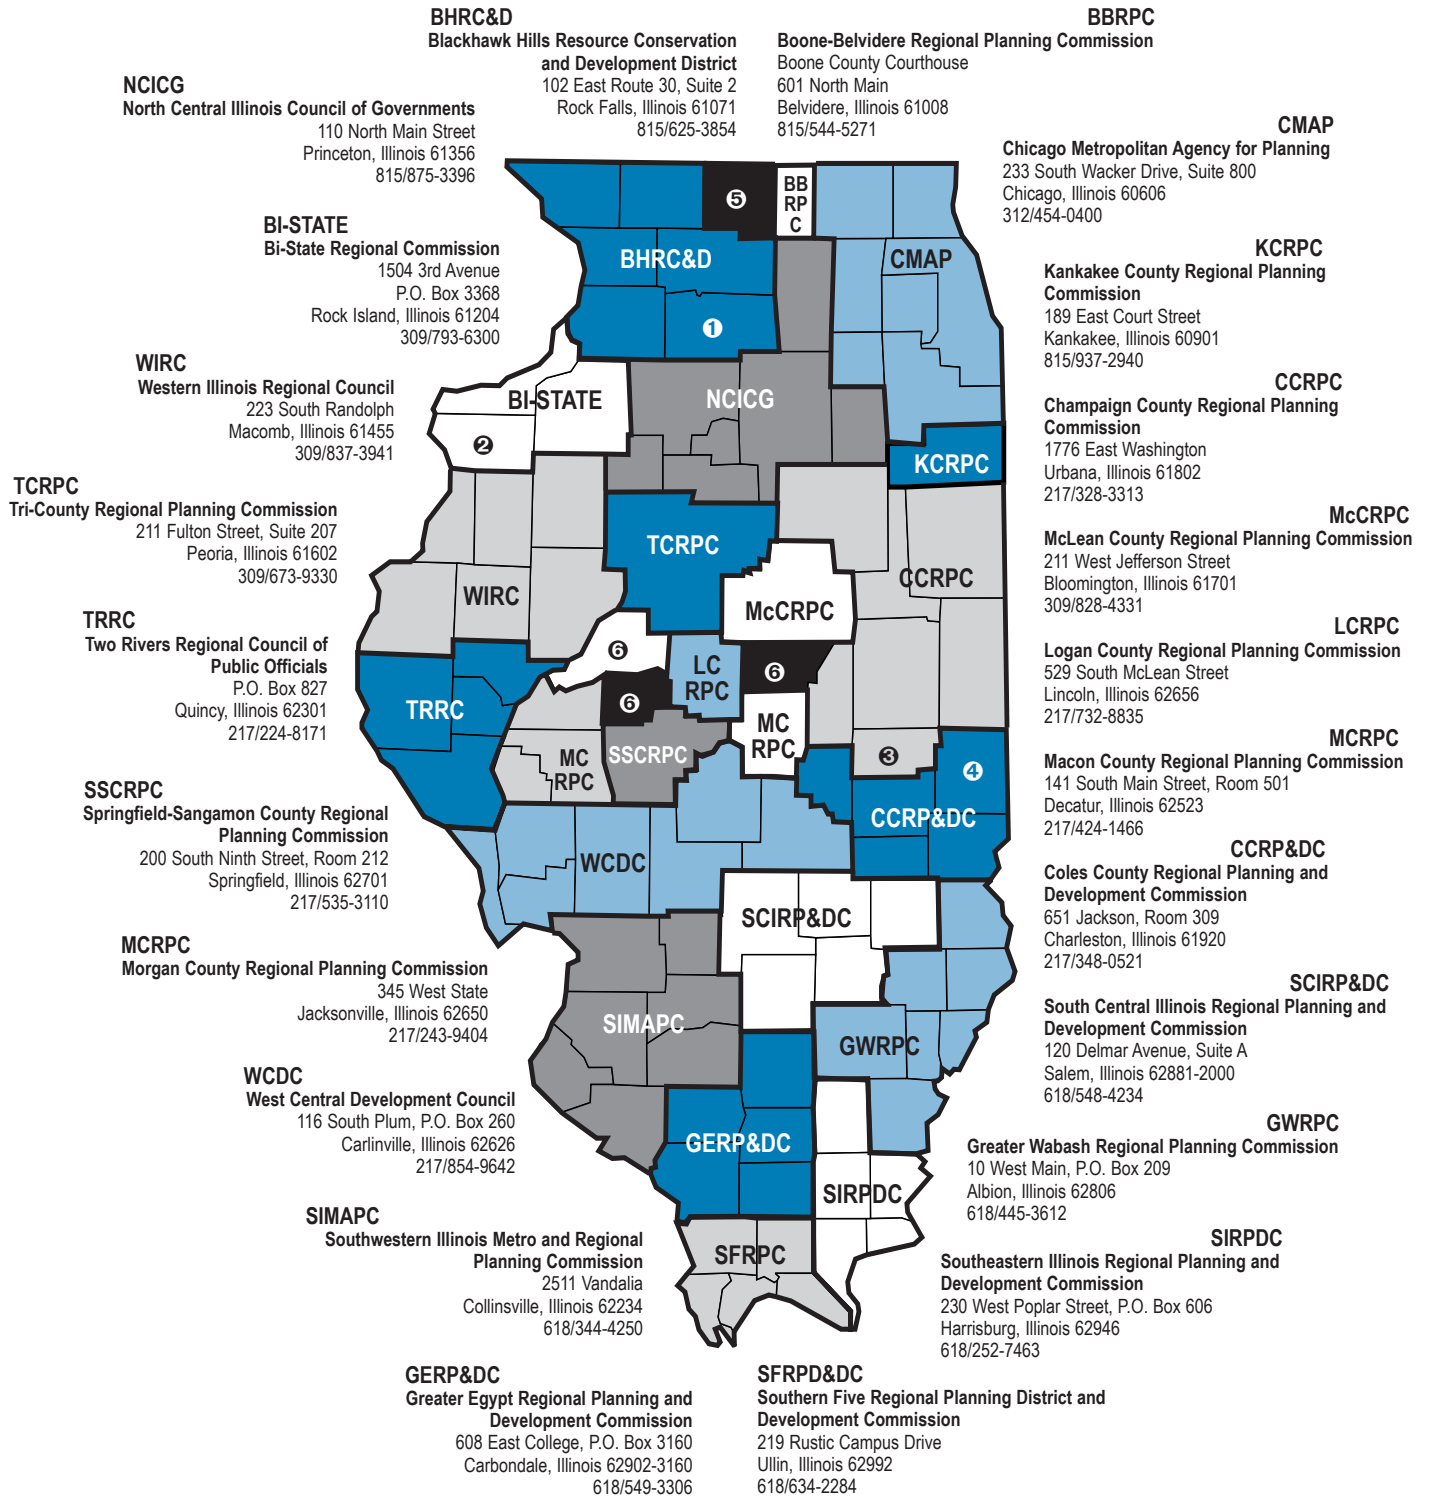 BHRC&D
Blackhawk Hills Resource Conservation
and Development District
102 East Route 30, Suite 2
Rock Falls, Illinois 61071
815/625-3854
BBRPC
Boone-Belvidere Regional Planning Commission
Boone County Courthouse
601 North Main
Belvidere, Illinois 61008
815/544-5271
NCICG
North Central Illinois Council of Governments
110 North Main Street
Princeton, Illinois 61356
815/875-3396
CMAP
Chicago Metropolitan Agency for Planning
233 South Wacker Drive, Suite 800
Chicago, Illinois 60606
312/454-0400
BI-STATE
Bi-State Regional Commission
1504 3rd Avenue
P.O. Box 3368
Rock Island, Illinois 61204
309/793-6300
KCRPC
Kankakee County Regional Planning
Commission
189 East Court Street
Kankakee, Illinois 60901
815/937-2940
WIRC
Western Illinois Regional Council
223 South Randolph
Macomb, Illinois 61455
309/837-3941
CCRPC
Champaign County Regional Planning
Commission
1776 East Washington
Urbana, Illinois 61802
217/328-3313
TCRPC
Tri-County Regional Planning Commission
211 Fulton Street, Suite 207
Peoria, Illinois 61602
309/673-9330
McCRPC
McLean County Regional Planning Commission
211 West Jefferson Street
Bloomington, Illinois 61701
309/828-4331
TRRC
Two Rivers Regional Council of
Public Officials
P.O. Box 827
Quincy, Illinois 62301
217/224-8171
LCRPC
Logan County Regional Planning Commission
529 South McLean Street
Lincoln, Illinois 62656
217/732-8835
MCRPC
Macon County Regional Planning Commission
141 South Main Street, Room 501
Decatur, Illinois 62523
217/424-1466
SSCRPC
Springfield-Sangamon County Regional
Planning Commission
200 South Ninth Street, Room 212
Springfield, Illinois 62701
217/535-3110
CCRP&DC
Coles County Regional Planning and
Development Commission
651 Jackson, Room 309
Charleston, Illinois 61920
217/348-0521
MCRPC
Morgan County Regional Planning Commission
345 West State
Jacksonville, Illinois 62650
217/243-9404
SCIRP&DC
South Central Illinois Regional Planning and
Development Commission
120 Delmar Avenue, Suite A
Salem, Illinois 62881-2000
618/548-4234
WCDC
West Central Development Council
116 South Plum, P.O. Box 260
Carlinville, Illinois 62626
217/854-9642
GWRPC
Greater Wabash Regional Planning Commission
10 West Main, P.O. Box 209
Albion, Illinois 62806
618/445-3612
SIMAPC
Southwestern Illinois Metro and Regional
Planning Commission
2511 Vandalia
Collinsville, Illinois 62234
618/344-4250
SIRPDC
Southeastern Illinois Regional Planning and
Development Commission
230 West Poplar Street, P.O. Box 606
Harrisburg, Illinois 62946
618/252-7463
GERP&DC
Greater Egypt Regional Planning and
Development Commission
608 East College, P.O. Box 3160
Carbondale, Illinois 62902-3160
618/549-3306
SFRPD&DC
Southern Five Regional Planning District and
Development Commission
219 Rustic Campus Drive
Ullin, Illinois 62992
618/634-2284
❺
BB
RP
C
BHRC&D
CMAP
❶
BI-STATE
NCICG
❷
KCRPC
TCRPC
CCRPC
WIRC
McCRPC
❻
LC
RPC
❻
❻
TRRC
MC
RPC
SSCRPC
MC
RPC
❸
❹
CCRP&DC
WCDC
SCIRP&DC
SIMAPC
GWRPC
GERP&DC
SIRPDC
SFRPC